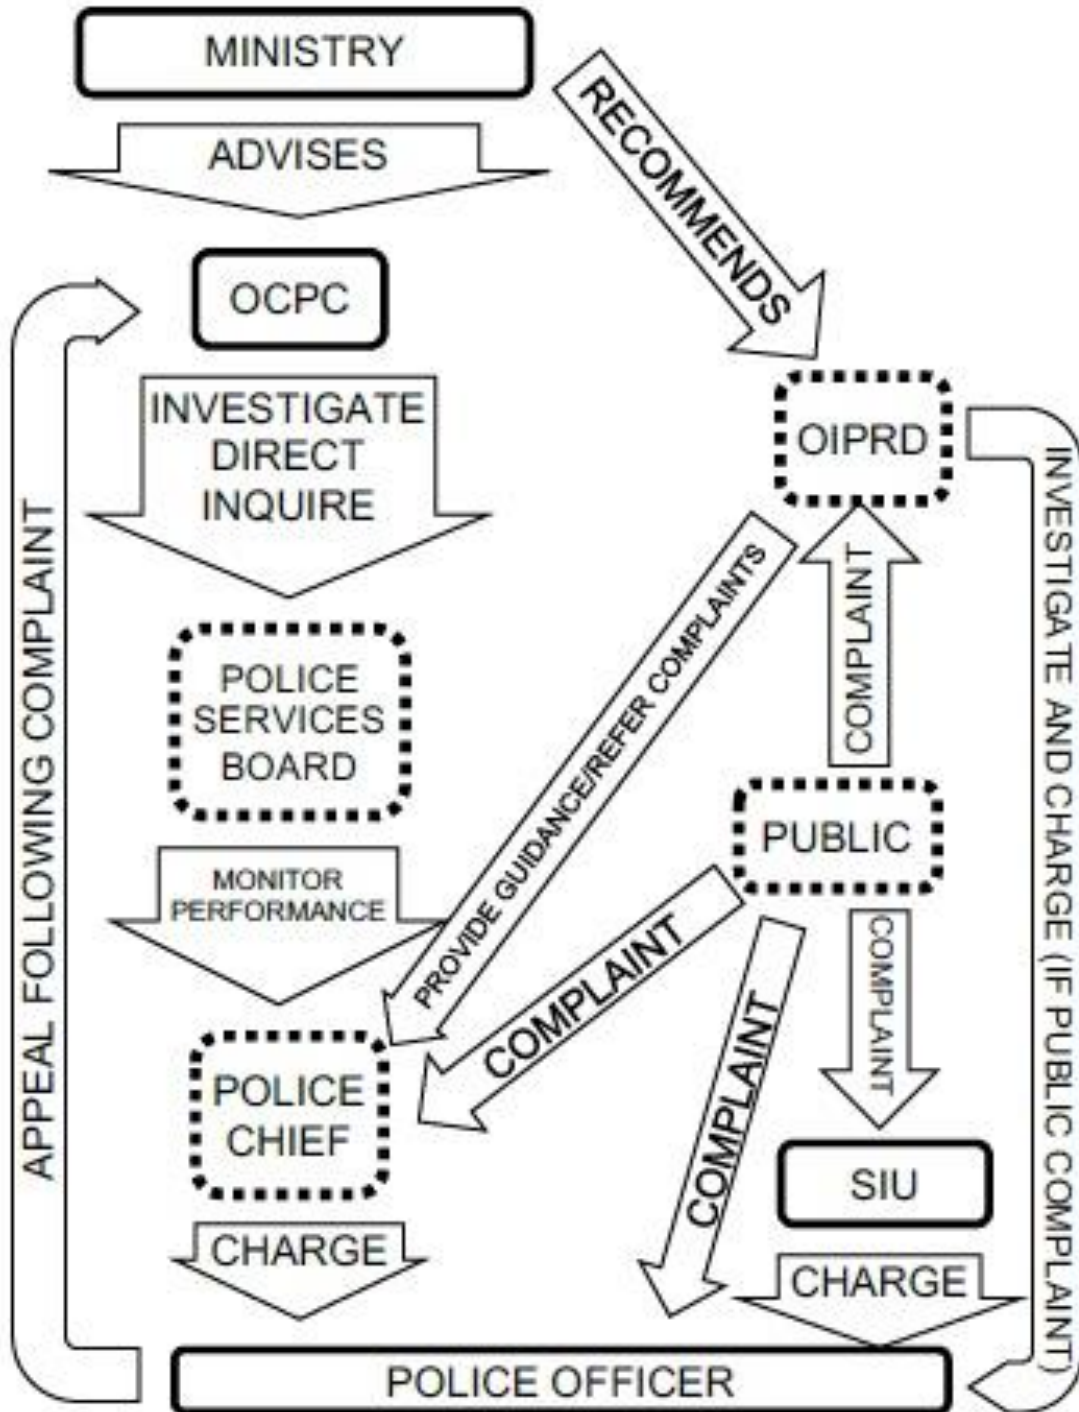 MINISTRY
ADVISES
RECOMMENDS
OCPC
INVESTIGATE
DIRECT
INQUIRE
OIPRD
POLICE
SERVICES
BOARD
PROVIDE GUIDANCE/REFER COMPLAINTS
COMPLAINT
PUBLIC
MONITOR
PERFORMANCE
COMPLAINT
COMPLAINT
COMPLAINT
POLICE
CHIEF
SIU
CHARGE
CHARGE
POLICE OFFICER
APPEAL FOLLOWING COMPLAINT
INVESTIGATE AND CHARGE (IF PUBLIC COMPLAINT)